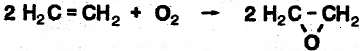 2 H₂C=CH₂ + O₂ → 2 H₂C-CH₂
O